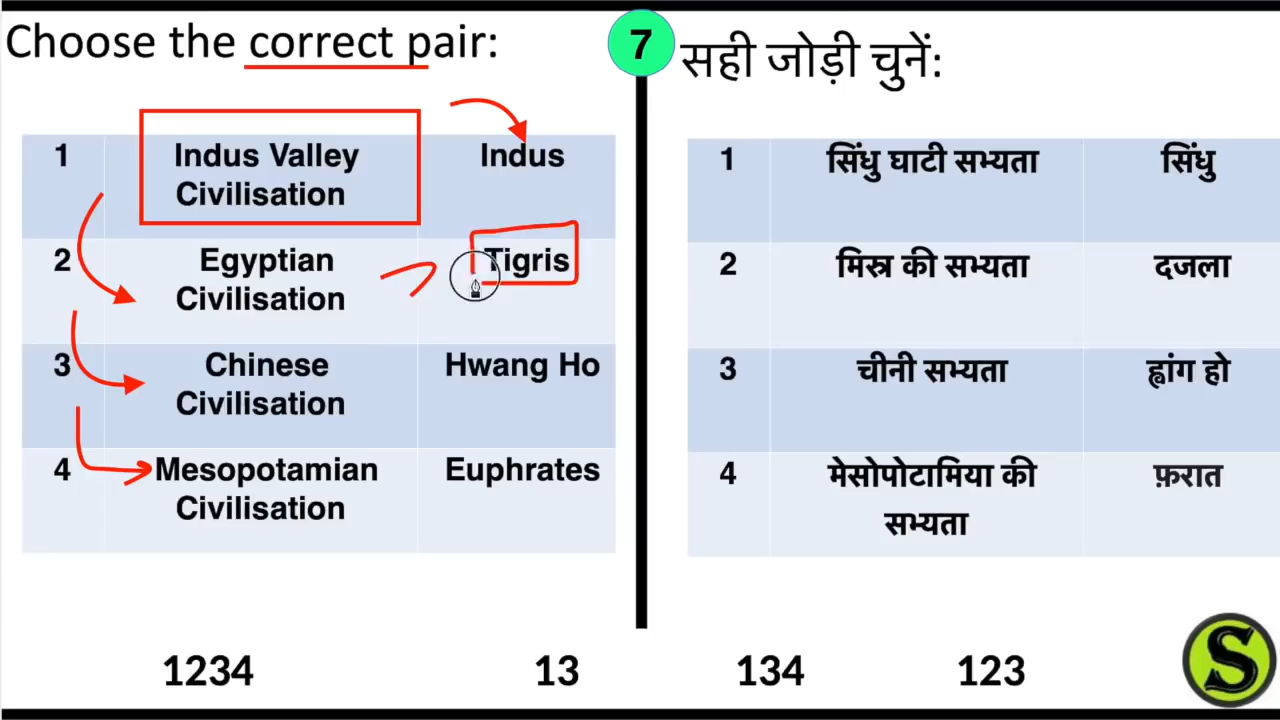 Choose the correct pair:
7
सही जोड़ी चुनें:
1 Indus Valley Indus
Civilisation
2 Egyptian Tigris
Civilisation
3 Chinese Hwang Ho
Civilisation
4 Mesopotamian Euphrates
Civilisation
1 सिंधु घाटी सभ्यता सिंधु
2 मिस्र की सभ्यता दजला
3 चीनी सभ्यता ह्वांग हो
4 मेसोपोटामिया की फ़रात
सभ्यता
1234 13 134 123
S